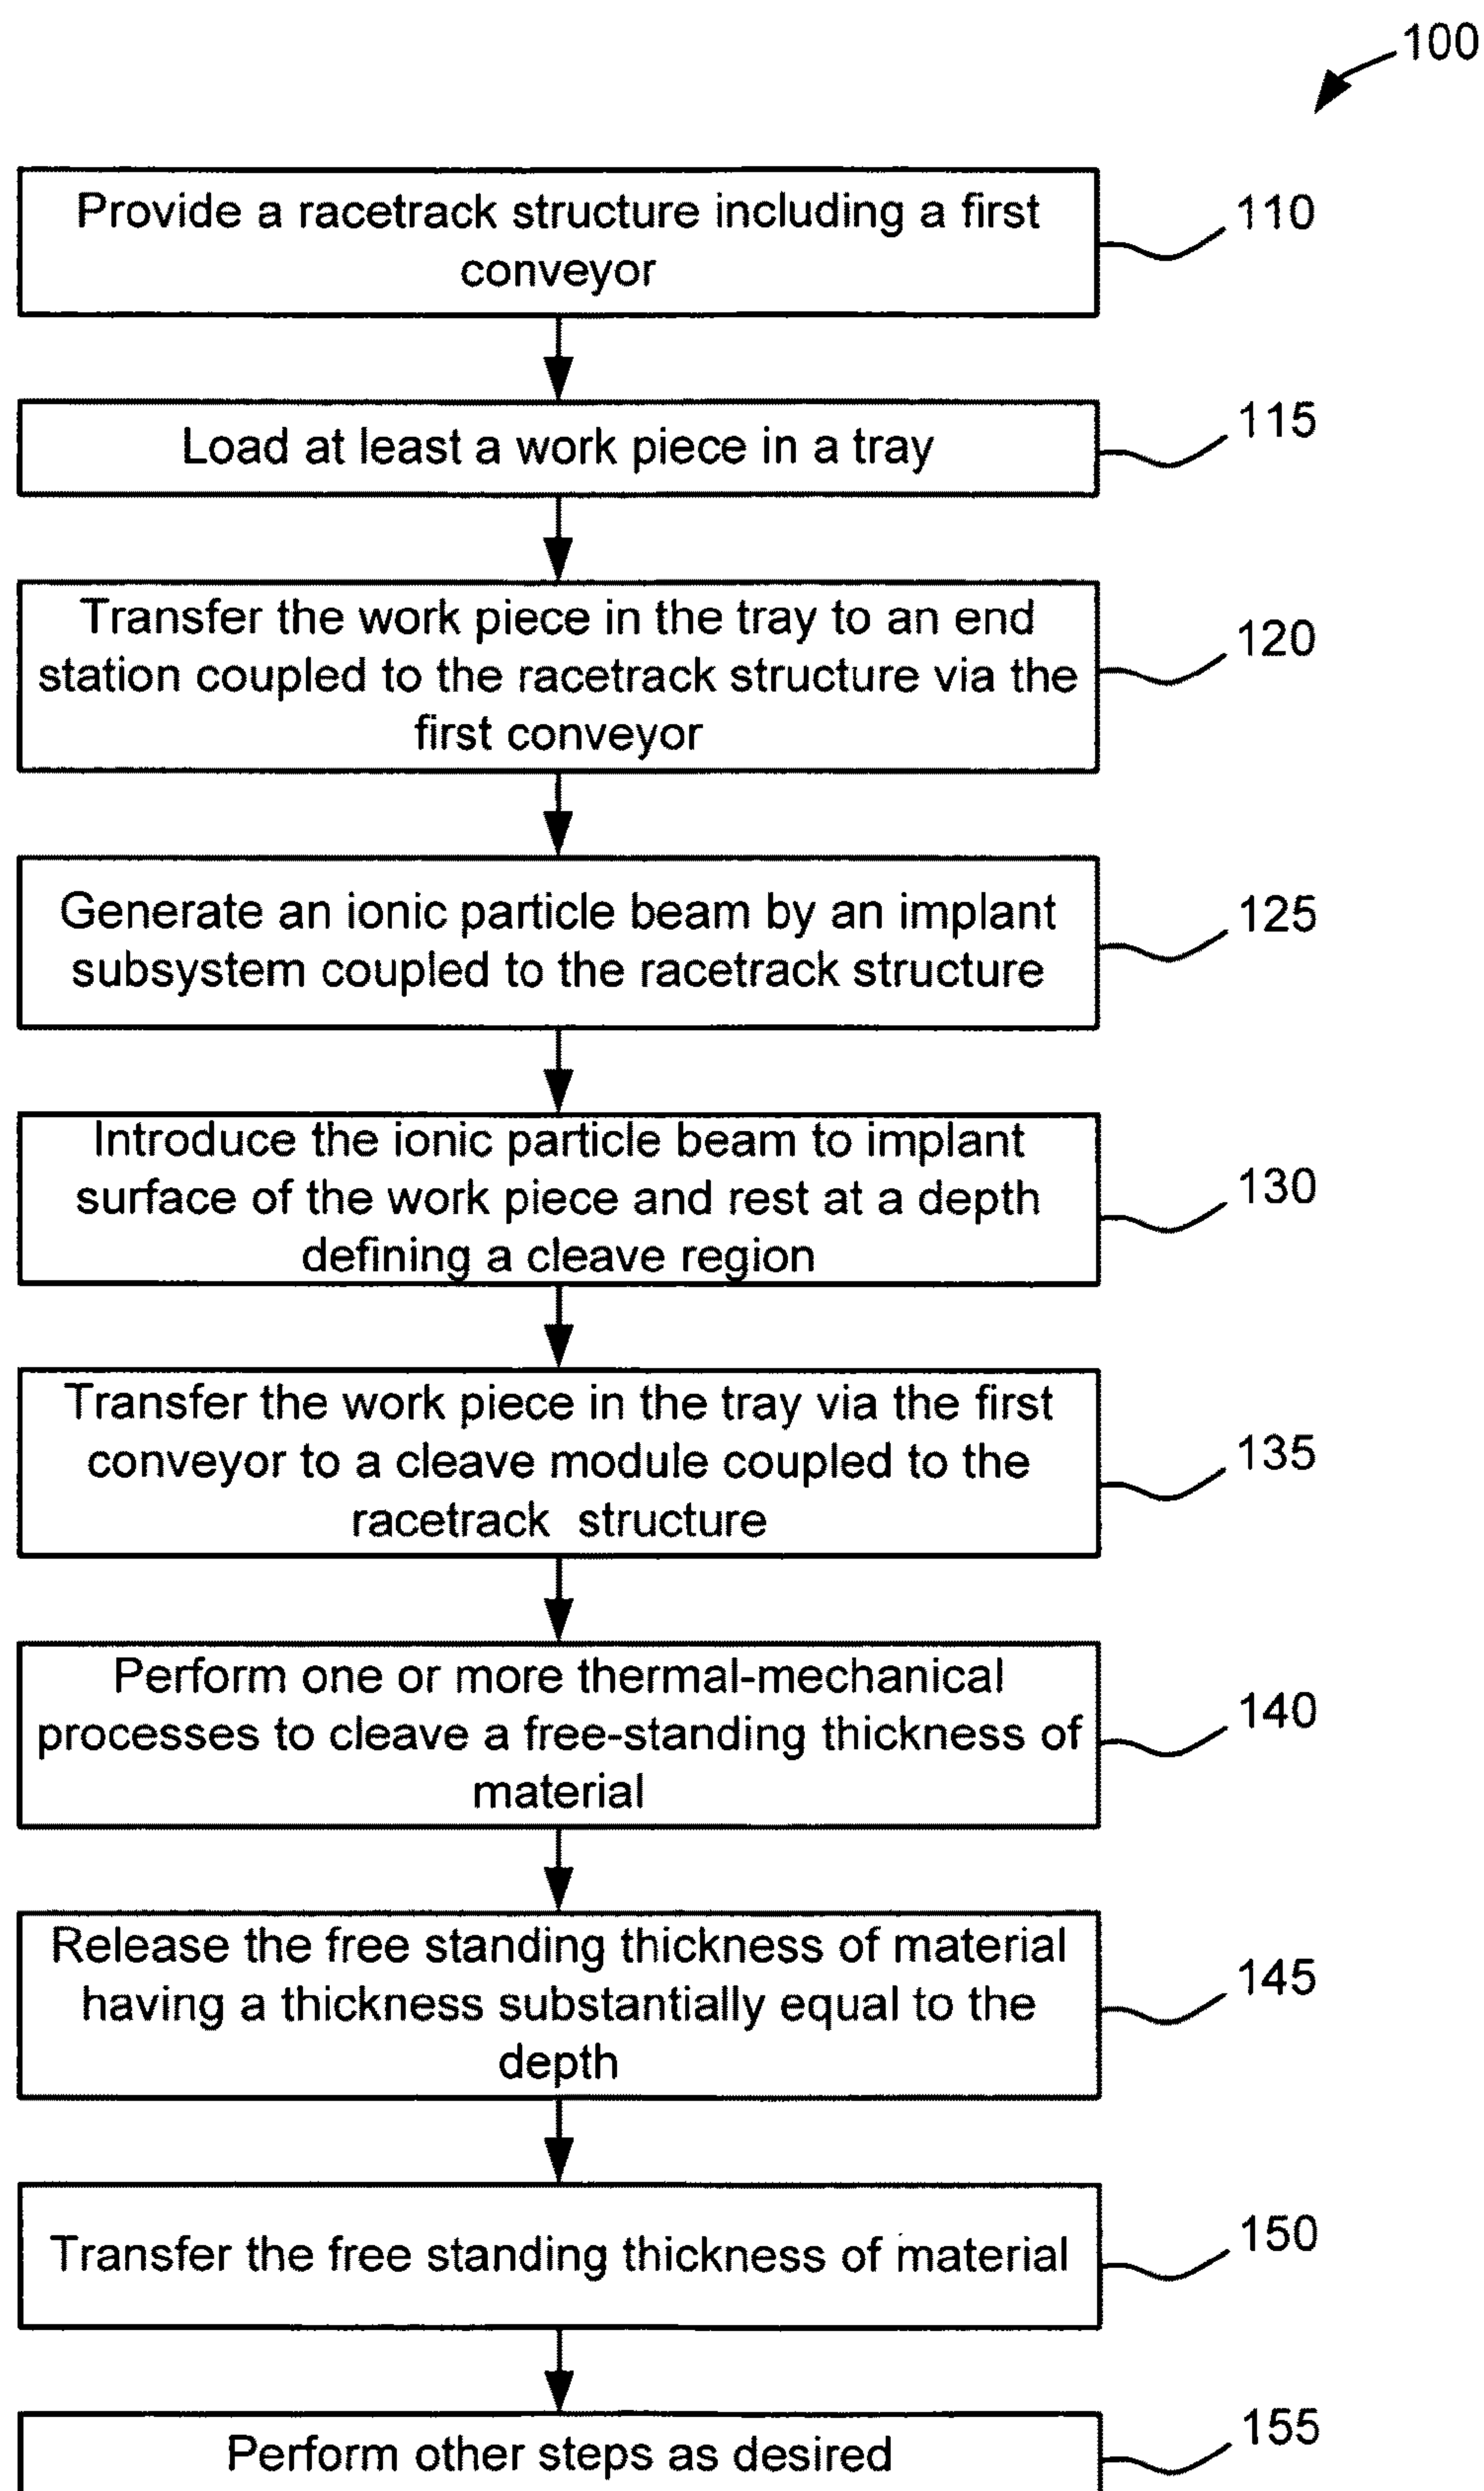 100
Provide a racetrack structure including a first
conveyor
110
Load at least a work piece in a tray
115
Transfer the work piece in the tray to an end
station coupled to the racetrack structure via the
first conveyor
120
Generate an ionic particle beam by an implant
subsystem coupled to the racetrack structure
125
Introduce the ionic particle beam to implant
surface of the work piece and rest at a depth
defining a cleave region
130
Transfer the work piece in the tray via the first
conveyor to a cleave module coupled to the
racetrack structure
135
Perform one or more thermal-mechanical
processes to cleave a free-standing thickness of
material
140
Release the free standing thickness of material
having a thickness substantially equal to the
depth
145
Transfer the free standing thickness of material
150
Perform other steps as desired
155